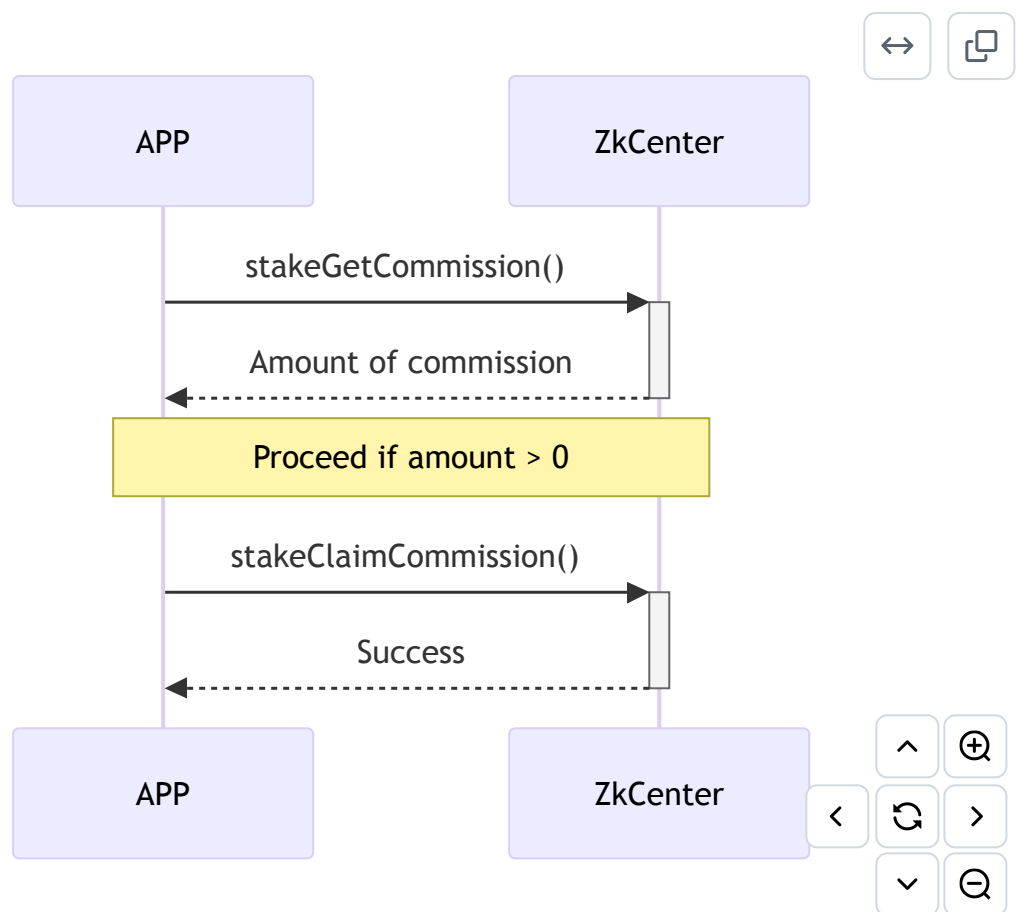 APP
ZkCenter
stakeGetCommission()
Amount of commission
Proceed if amount > 0
stakeClaimCommission()
Success
APP
ZkCenter